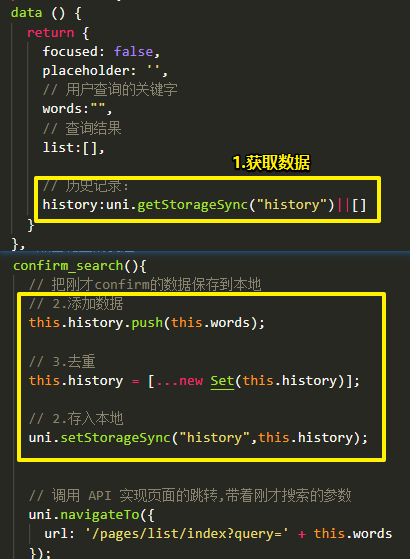 data () {
return {
focused: false,
placeholder: '',
// 用户查询的关键字
words:"",
// 查询结果
list:[],
1.获取数据
// 历史记录:
history:uni.getStorageSync("history")||[]
}
},
confirm_search(){
// 把刚才confirm的数据保存到本地
// 2.添加数据
this.history.push(this.words);
// 3.去重
this.history = [...new Set(this.history)];
// 2.存入本地
uni.setStorageSync("history",this.history);
// 调用 API 实现页面的跳转,带着刚才搜索的参数
uni.navigateTo({
url: '/pages/list/index?query=' + this.words
});